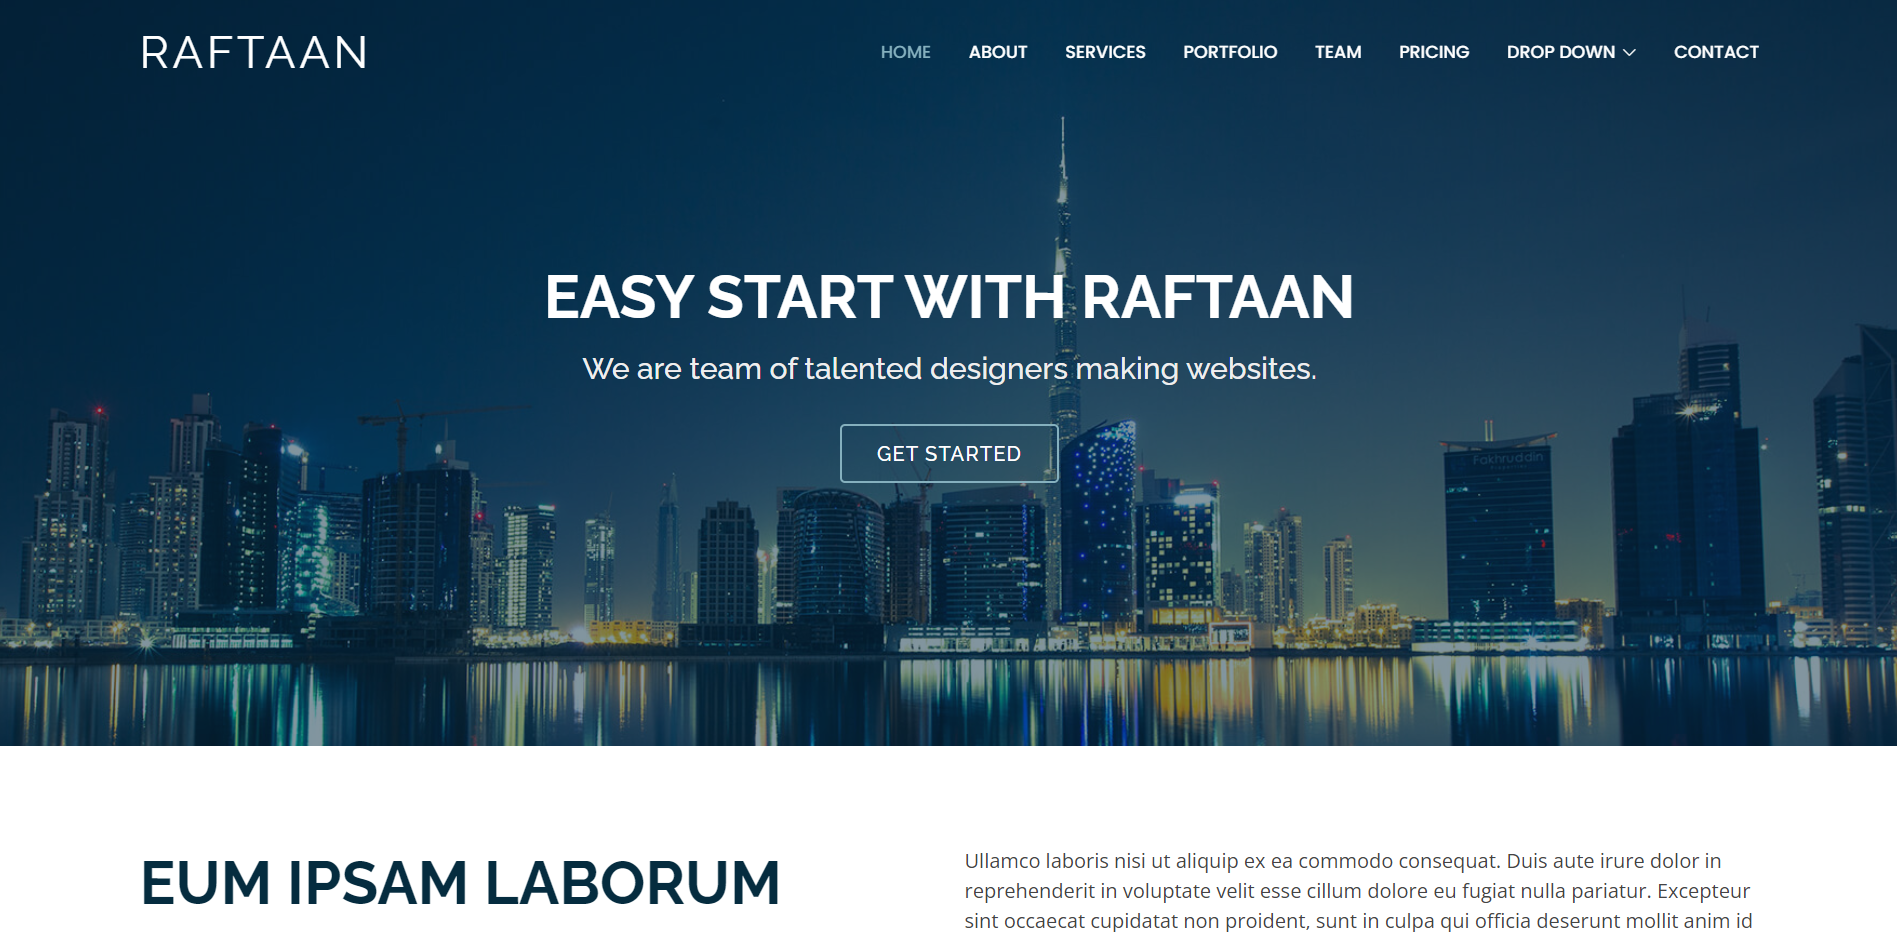 RAFTAAN
HOME ABOUT SERVICES PORTFOLIO TEAM PRICING DROP DOWN CONTACT
EASY START WITH RAFTAAN
We are team of talented designers making websites.
GET STARTED
Fakhruddin
EUM IPSAM LABORUM
Ullamco laboris nisi ut aliquip ex ea commodo consequat. Duis aute irure dolor in
reprehenderit in voluptate velit esse cillum dolore eu fugiat nulla pariatur. Excepteur
sint occaecat cupidatat non proident, sunt in culpa qui officia deserunt mollit anim id